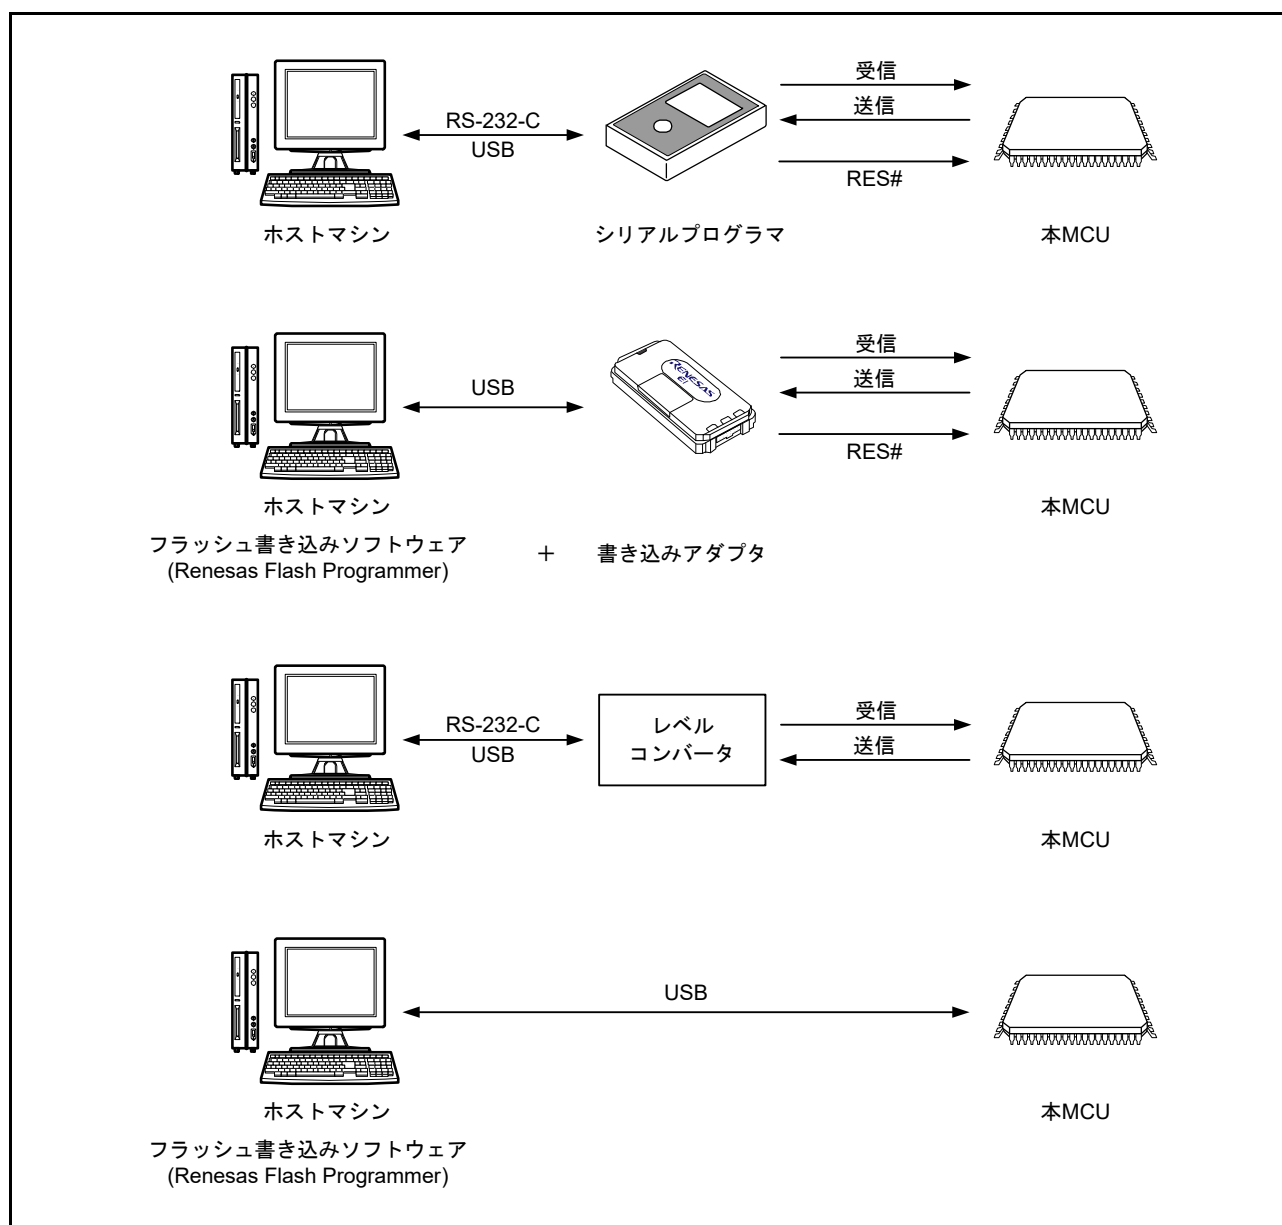 受信
RS-232-C
送信
USB
RES#
ホストマシン
シリアルプログラマ
本MCU
受信
USB
送信
RENESAS
E1
RES#
ホストマシン
本MCU
フラッシュ書き込みソフトウェア
(Renesas Flash Programmer)
+
書き込みアダプタ
受信
RS-232-C
レベル
コンバータ
送信
USB
ホストマシン
本MCU
USB
ホストマシン
本MCU
フラッシュ書き込みソフトウェア
(Renesas Flash Programmer)